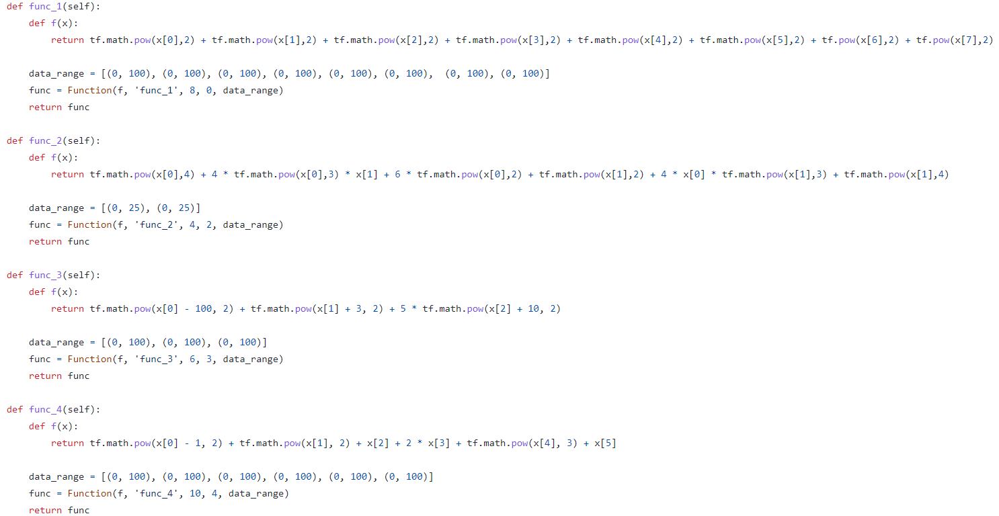 def func_1(self):
    def f(x):
        return tf.math.pow(x[0],2) + tf.math.pow(x[1],2) + tf.math.pow(x[2],2) + tf.math.pow(x[3],2) + tf.math.pow(x[4],2) + tf.math.pow(x[5],2) + tf.pow(x[6],2) + tf.pow(x[7],2)
    data_range = [(0, 100), (0, 100), (0, 100), (0, 100), (0, 100), (0, 100),  (0, 100), (0, 100)]
    func = Function(f, 'func_1', 8, 0, data_range)
    return func
def func_2(self):
    def f(x):
        return tf.math.pow(x[0],4) + 4 * tf.math.pow(x[0],3) * x[1] + 6 * tf.math.pow(x[0],2) + tf.math.pow(x[1],2) + 4 * x[0] * tf.math.pow(x[1],3) + tf.math.pow(x[1],4)
    data_range = [(0, 25), (0, 25)]
    func = Function(f, 'func_2', 4, 2, data_range)
    return func
def func_3(self):
    def f(x):
        return tf.math.pow(x[0] - 100, 2) + tf.math.pow(x[1] + 3, 2) + 5 * tf.math.pow(x[2] + 10, 2)
    data_range = [(0, 100), (0, 100), (0, 100)]
    func = Function(f, 'func_3', 6, 3, data_range)
    return func
def func_4(self):
    def f(x):
        return tf.math.pow(x[0] - 1, 2) + tf.math.pow(x[1], 2) + x[2] + 2 * x[3] + tf.math.pow(x[4], 3) + x[5]
    data_range = [(0, 100), (0, 100), (0, 100), (0, 100), (0, 100), (0, 100)]
    func = Function(f, 'func_4', 10, 4, data_range)
    return func